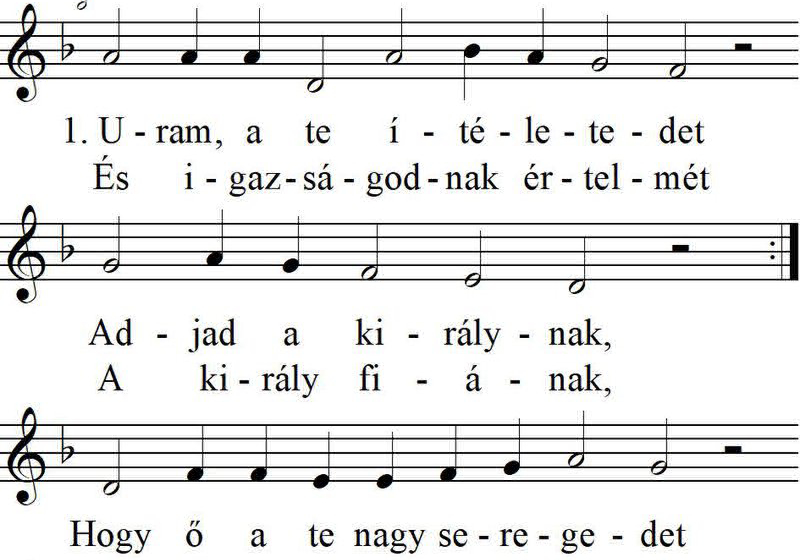 1. U - ram, a te í - té - le - te - det
És i - gaz - sá - god - nak ér - tel - mét
Ad - jad a ki - rály - nak,
A ki - rály fi - á - nak,
Hogy ő a te nagy se - re - ge - det